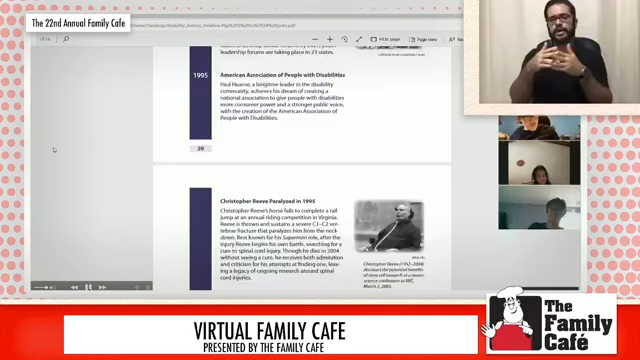 The 22nd Annual Family Cafe
Page view
leadership forums are taking place in 25 states.
1995
American Association of People with Disabilities
Paul Hearne, a longtime leader in the disability
community, achieves his dream of creating a
national association to give people with disabilities
more consumer power and a stronger public voice,
with the creation of the American Association of
People with Disabilities.
20
Christopher Reeve Paralyzed in 1995
Christopher Reeve's horse fails to complete a rail
jump at an annual riding competition in Virginia.
Reeve is thrown and sustains a severe C1–C2 ver-
tebrae fracture that paralyzes him from the neck
down. Best known for his Superman role, after the
injury Reeve begins his own battle, searching for a
cure to spinal cord injury. Though he dies in 2004
without seeing a cure, he receives both admiration
and criticism for his attempts at finding one, leav-
ing a legacy of ongoing research around spinal
cord injuries.
Christopher Reeve (1952–2004)
discusses the potential benefits
of stem cell research at a neuro-
science conference at MIT,
March 2, 2003.
VIRTUAL FAMILY CAFE
PRESENTED BY THE FAMILY CAFE
The
Family
Café